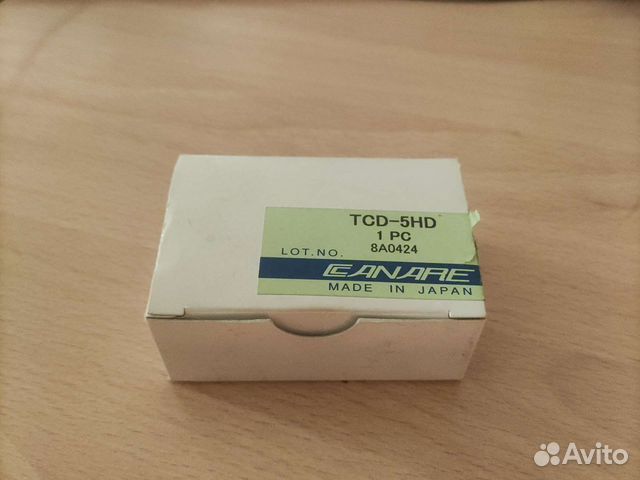 TCD-5HD
1 PC
LOT.NO. 8A0424
CANARE
MADE IN JAPAN
Avito